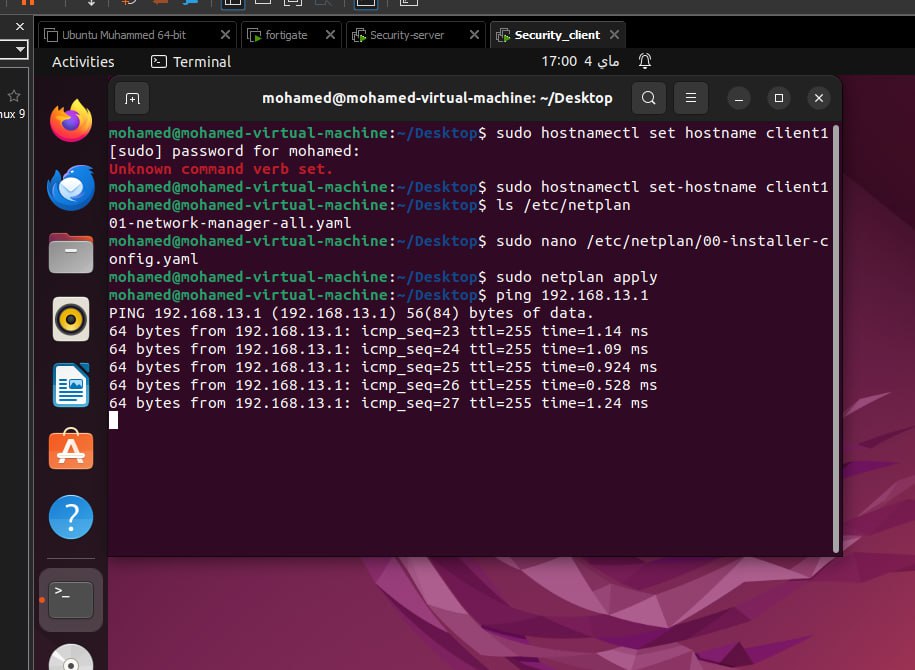 Ubuntu Muhammed 64-bit
fortigate
Security-server
Security_client
nux 9
Activities
Terminal
17:00 4 ماي
mohamed@mohamed-virtual-machine: ~/Desktop
mohamed@mohamed-virtual-machine:~/Desktop$ sudo hostnamectl set hostname client1
[sudo] password for mohamed:
Unknown command verb set.
mohamed@mohamed-virtual-machine:~/Desktop$ sudo hostnamectl set-hostname client1
mohamed@mohamed-virtual-machine:~/Desktop$ ls /etc/netplan
01-network-manager-all.yaml
mohamed@mohamed-virtual-machine:~/Desktop$ sudo nano /etc/netplan/00-installer-c
onfig.yaml
mohamed@mohamed-virtual-machine:~/Desktop$ sudo netplan apply
mohamed@mohamed-virtual-machine:~/Desktop$ ping 192.168.13.1
PING 192.168.13.1 (192.168.13.1) 56(84) bytes of data.
64 bytes from 192.168.13.1: icmp_seq=23 ttl=255 time=1.14 ms
64 bytes from 192.168.13.1: icmp_seq=24 ttl=255 time=1.09 ms
64 bytes from 192.168.13.1: icmp_seq=25 ttl=255 time=0.924 ms
64 bytes from 192.168.13.1: icmp_seq=26 ttl=255 time=0.528 ms
64 bytes from 192.168.13.1: icmp_seq=27 ttl=255 time=1.24 ms